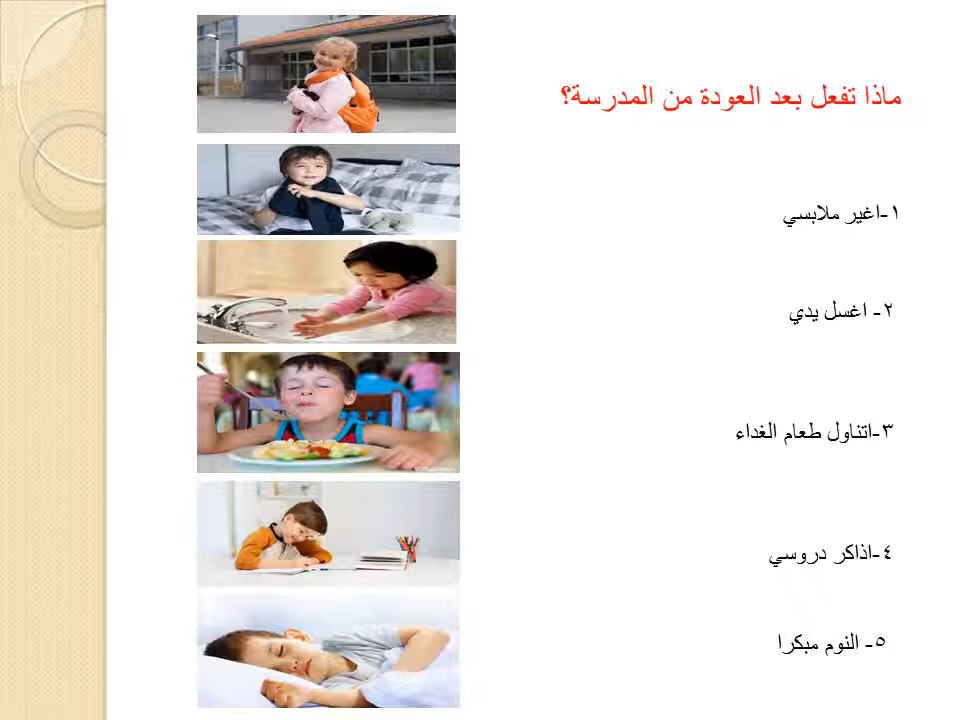 ماذا تفعل بعد العودة من المدرسة؟
١-اغير ملابسي
٢- اغسل يدي
٣-اتناول طعام الغداء
٤-اذاكر دروسي
٥- النوم مبكرا